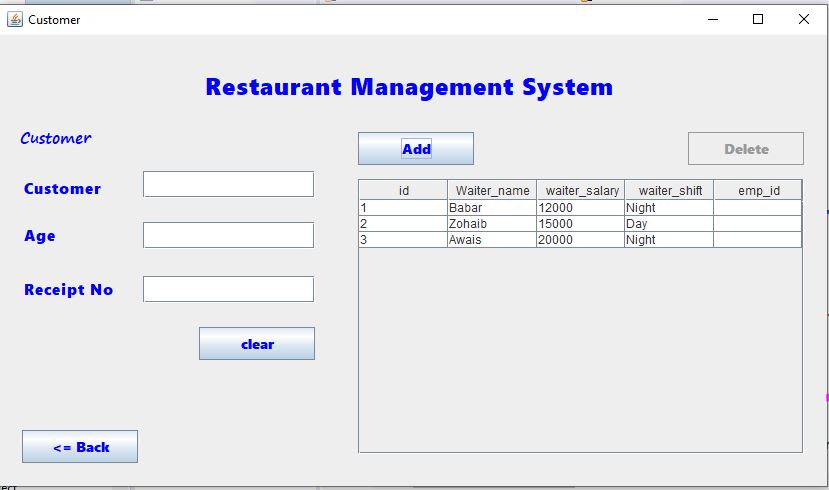 Customer
Restaurant Management System
Customer
Add
Delete
Customer
Age
Receipt No
clear
<= Back
id Waiter_name waiter_salary waiter_shift emp_id
1 Babar 12000 Night
2 Zohaib 15000 Day
3 Awais 20000 Night